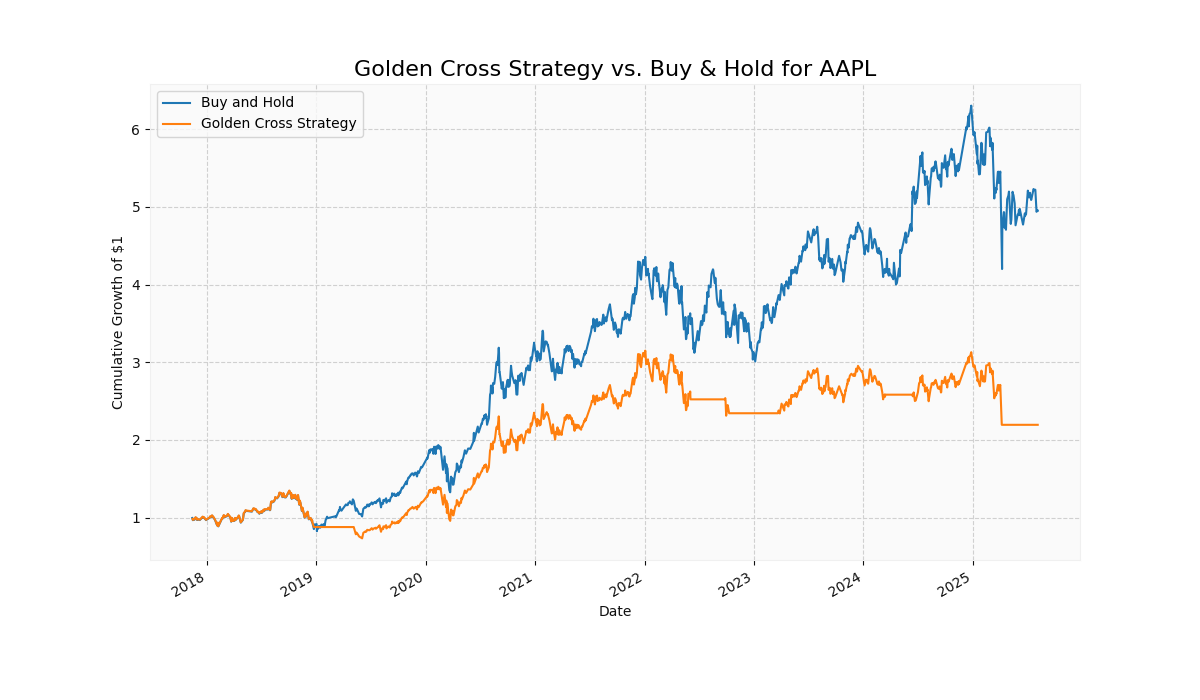 Golden Cross Strategy vs. Buy & Hold for AAPL
Buy and Hold
Golden Cross Strategy
Cumulative Growth of $1
6
5
4
3
2
1
2018
2019
2020
2021
2022
2023
2024
2025
Date